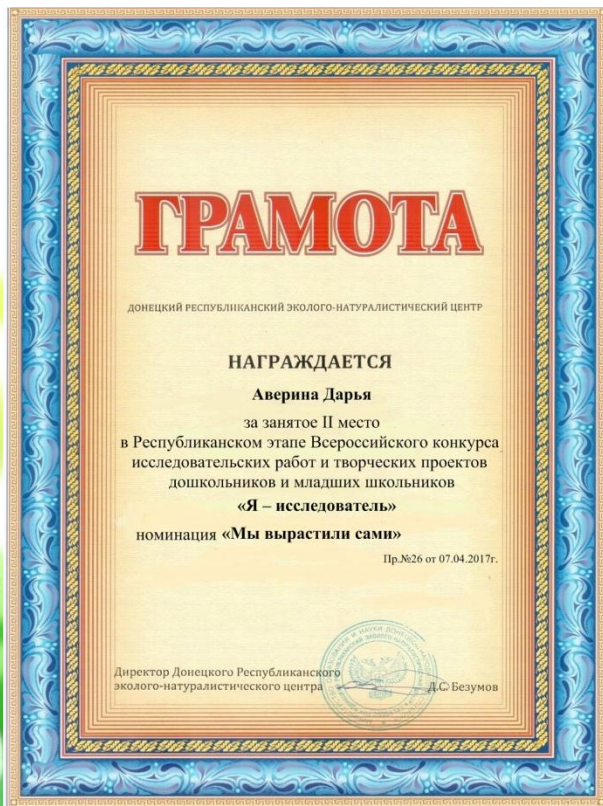 ГРАМОТА
ДОНЕЦКИЙ РЕСПУБЛИКАНСКИЙ ЭКОЛОГО-НАТУРАЛИСТИЧЕСКИЙ ЦЕНТР
НАГРАЖДАЕТСЯ
Аверина Дарья
за занятое II место
в Республиканском этапе Всероссийского конкурса
исследовательских работ и творческих проектов
дошкольников и младших школьников
«Я – исследователь»
номинация «Мы вырастили сами»
Пр.№26 от 07.04.2017г.
Директор Донецкого Республиканского
эколого-натуралистического центра Д.С. Безумов